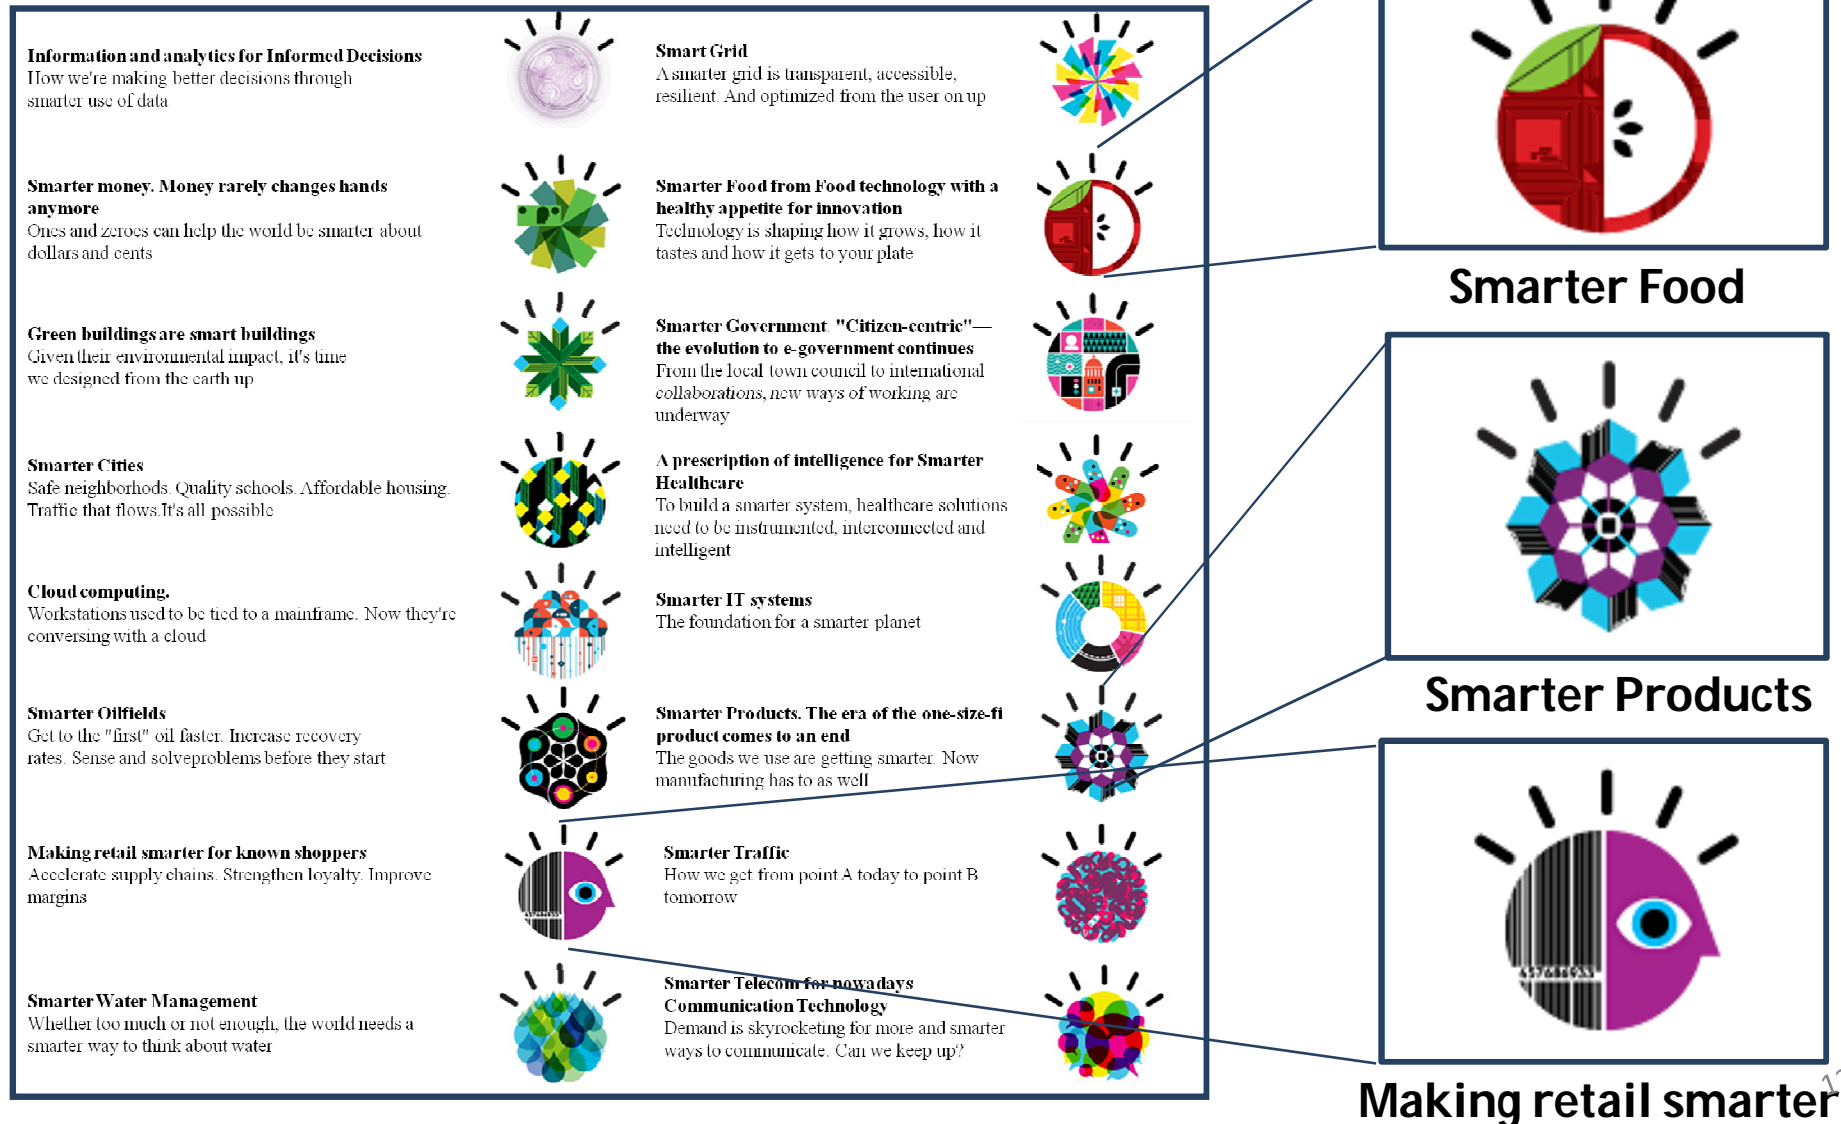 Information and analytics for Informed Decisions
How we're making better decisions through
smarter use of data
Smarter money. Money rarely changes hands
anymore
Ones and zeroes can help the world be smarter about
dollars and cents
Green buildings are smart buildings
Given their environmental impact, it's time
we designed from the earth up
Smarter Cities
Safe neighborhods. Quality schools. Affordable housing.
Traffic that flows.It's all possible
Cloud computing.
Workstations used to be tied to a mainframe. Now they're
conversing with a cloud
Smarter Oilfields
Get to the "first" oil faster. Increase recovery
rates. Sense and solveproblems before they start
Making retail smarter for known shoppers
Accelerate supply chains. Strengthen loyalty. Improve
margins
Smarter Water Management
Whether too much or not enough, the world needs a
smarter way to think about water
Smart Grid
A smarter grid is transparent, accessible,
resilient. And optimized from the user on up
Smarter Food from Food technology with a
healthy appetite for innovation
Technology is shaping how it grows, how it
tastes and how it gets to your plate
Smarter Government. "Citizen-centric"—
the evolution to e-government continues
From the local town council to international
collaborations, new ways of working are
underway
A prescription of intelligence for Smarter
Healthcare
To build a smarter system, healthcare solutions
need to be instrumented, interconnected and
intelligent
Smarter IT systems
The foundation for a smarter planet
Smarter Products. The era of the one-size-fi
product comes to an end
The goods we use are getting smarter. Now
manufacturing has to as well
Smarter Traffic
How we get from point A today to point B
tomorrow
Smarter Telecom for nowadays
Communication Technology
Demand is skyrocketing for more and smarter
ways to communicate. Can we keep up?
Smarter Food
Smarter Products
Making retail smarter